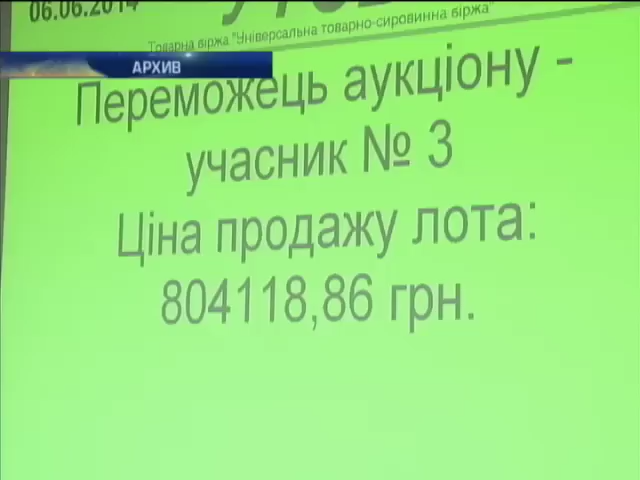 06.06.2014
Товарна біржа "Універсальна товарно-сировинна біржа"
АРХИВ
Переможець аукціону -
учасник № 3
Ціна продажу лота:
804118,86 грн.